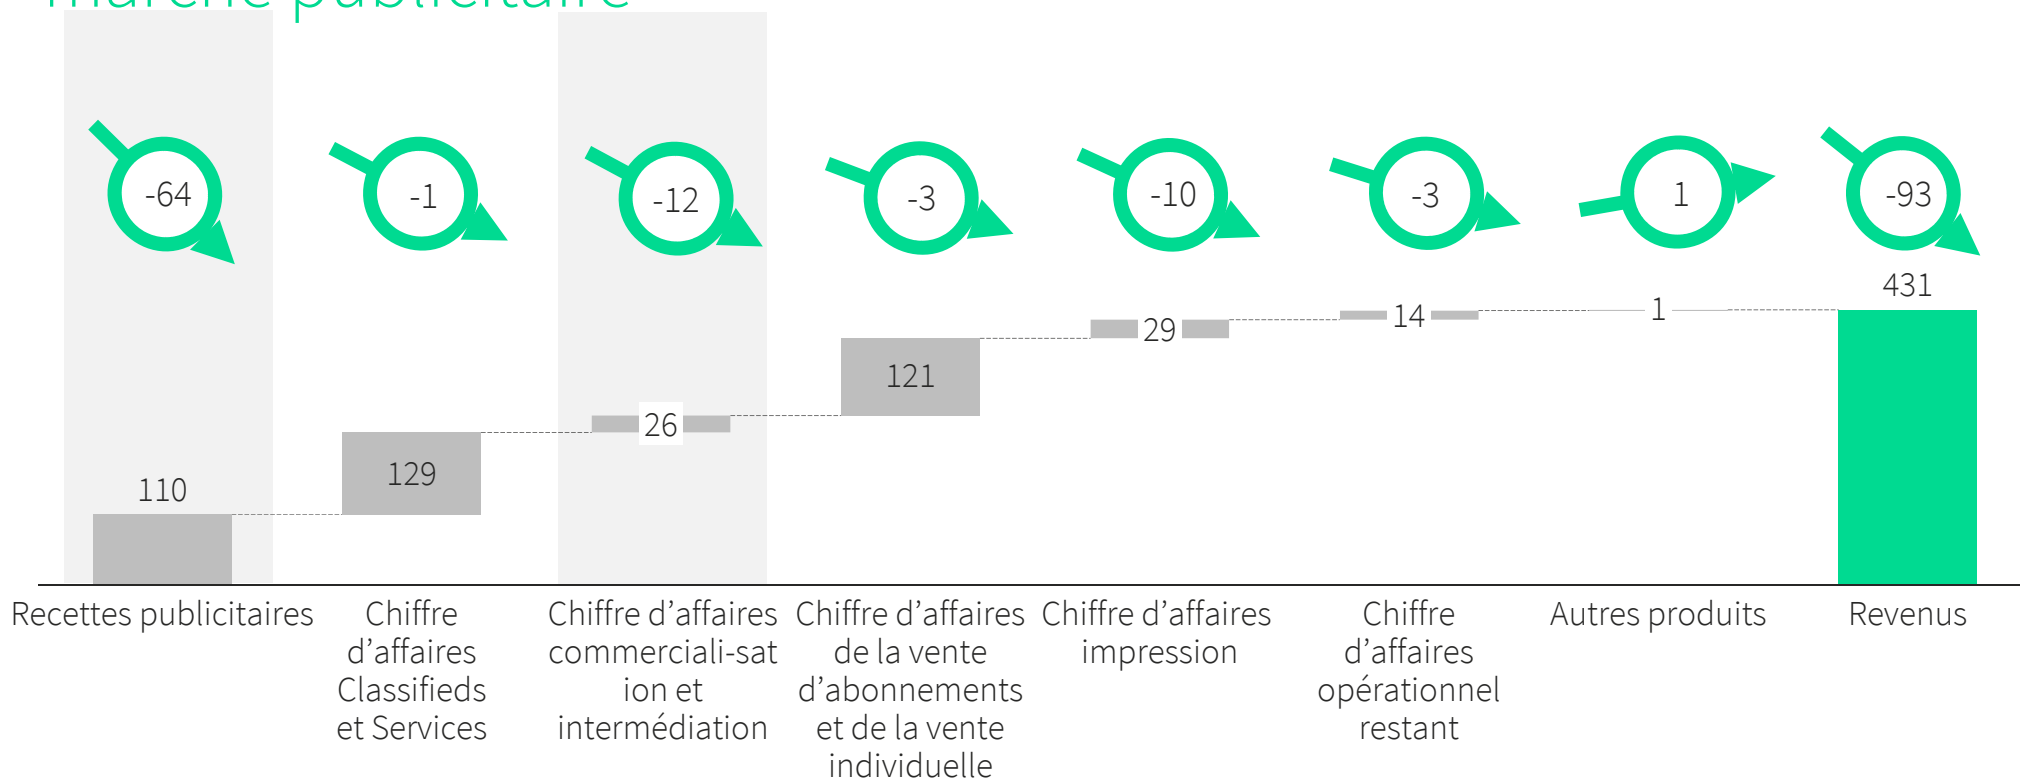 marché publicitaire
-64
-1
-12
-3
-10
-3
1
-93
431
1
14
29
121
26
129
110
Recettes publicitaires
Chiffre
d’affaires
Classifieds
et Services
Chiffre d’affaires
commerciali-sat
ion et
intermédiation
Chiffre d’affaires
de la vente
d’abonnements
et de la vente
individuelle
Chiffre d’affaires
impression
Chiffre
d’affaires
opérationnel
restant
Autres produits
Revenus